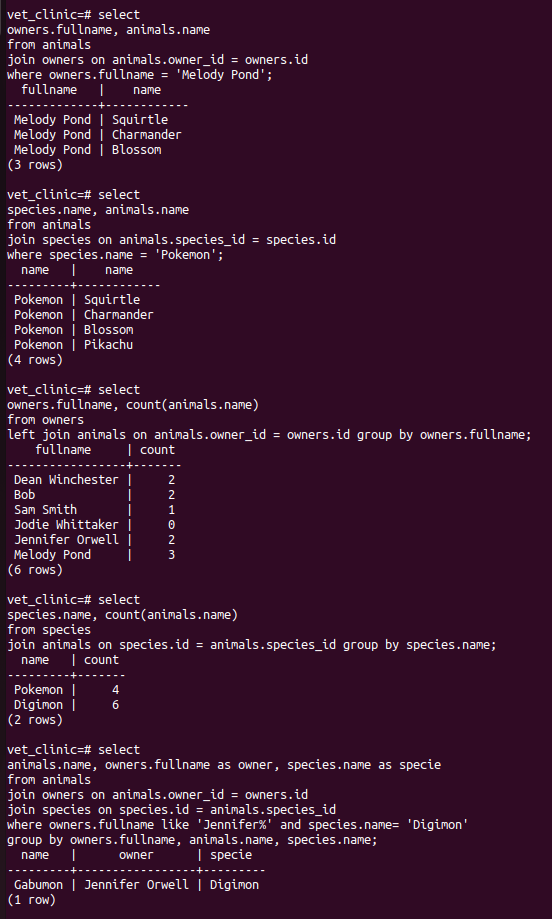 vet_clinic=# select
owners.fullname, animals.name
from animals
join owners on animals.owner_id = owners.id
where owners.fullname = 'Melody Pond';
  fullname   |    name
-------------+------------
 Melody Pond | Squirtle
 Melody Pond | Charmander
 Melody Pond | Blossom
(3 rows)

vet_clinic=# select
species.name, animals.name
from animals
join species on animals.species_id = species.id
where species.name = 'Pokemon';
  name   |    name
---------+------------
 Pokemon | Squirtle
 Pokemon | Charmander
 Pokemon | Blossom
 Pokemon | Pikachu
(4 rows)

vet_clinic=# select
owners.fullname, count(animals.name)
from owners
left join animals on animals.owner_id = owners.id group by owners.fullname;
    fullname     | count
-----------------+-------
 Dean Winchester |     2
 Bob             |     2
 Sam Smith       |     1
 Jodie Whittaker |     0
 Jennifer Orwell |     2
 Melody Pond     |     3
(6 rows)

vet_clinic=# select
species.name, count(animals.name)
from species
join animals on species.id = animals.species_id group by species.name;
  name   | count
---------+-------
 Pokemon |     4
 Digimon |     6
(2 rows)

vet_clinic=# select
animals.name, owners.fullname as owner, species.name as specie
from animals
join owners on animals.owner_id = owners.id
join species on species.id = animals.species_id
where owners.fullname like 'Jennifer%' and species.name= 'Digimon'
group by owners.fullname, animals.name, species.name;
  name   |      owner      | specie
---------+-----------------+---------
 Gabumon | Jennifer Orwell | Digimon
(1 row)